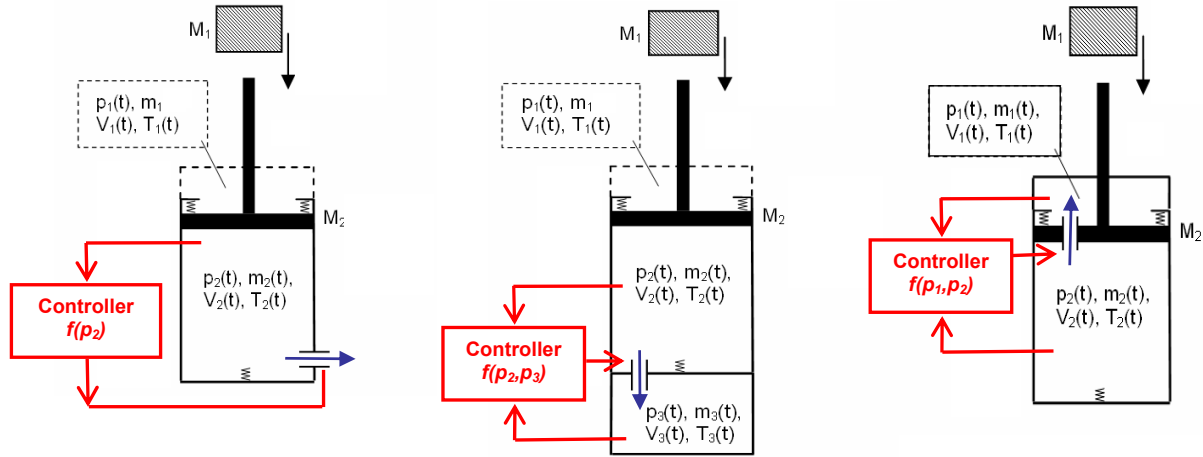 M₁
p₁(t), m₁
V₁(t), T₁(t)
M₂
p₂(t), m₂(t),
V₂(t), T₂(t)
Controller
f(p₂)
M₁
p₁(t), m₁
V₁(t), T₁(t)
M₂
p₂(t), m₂(t),
V₂(t), T₂(t)
Controller
f(p₂,p₃)
p₃(t), m₃(t),
V₃(t), T₃(t)
M₁
p₁(t), m₁(t),
V₁(t), T₁(t)
M₂
Controller
f(p₁,p₂)
p₂(t), m₂(t),
V₂(t), T₂(t)